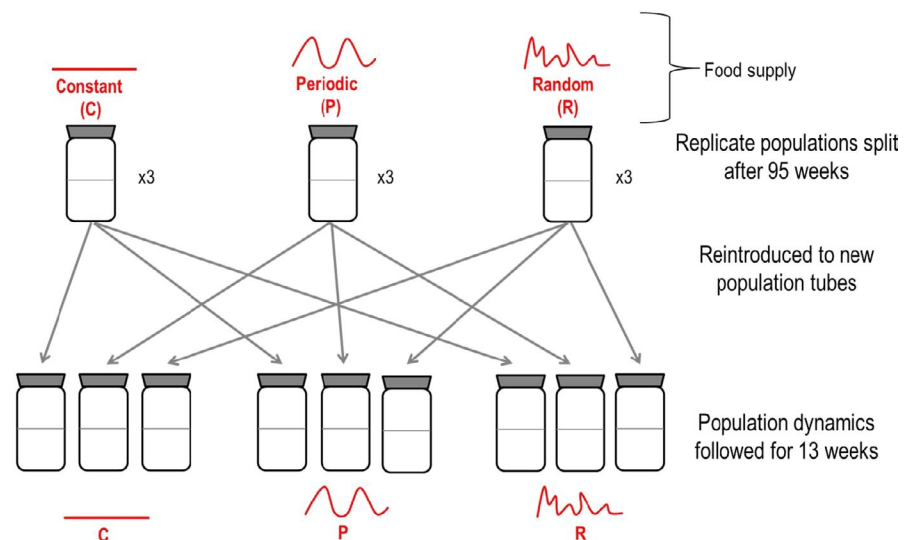 Constant
(C)
Periodic
(P)
Random
(R)
Food supply
x3
x3
x3
Replicate populations split
after 95 weeks
Reintroduced to new
population tubes
Population dynamics
followed for 13 weeks
C
P
R